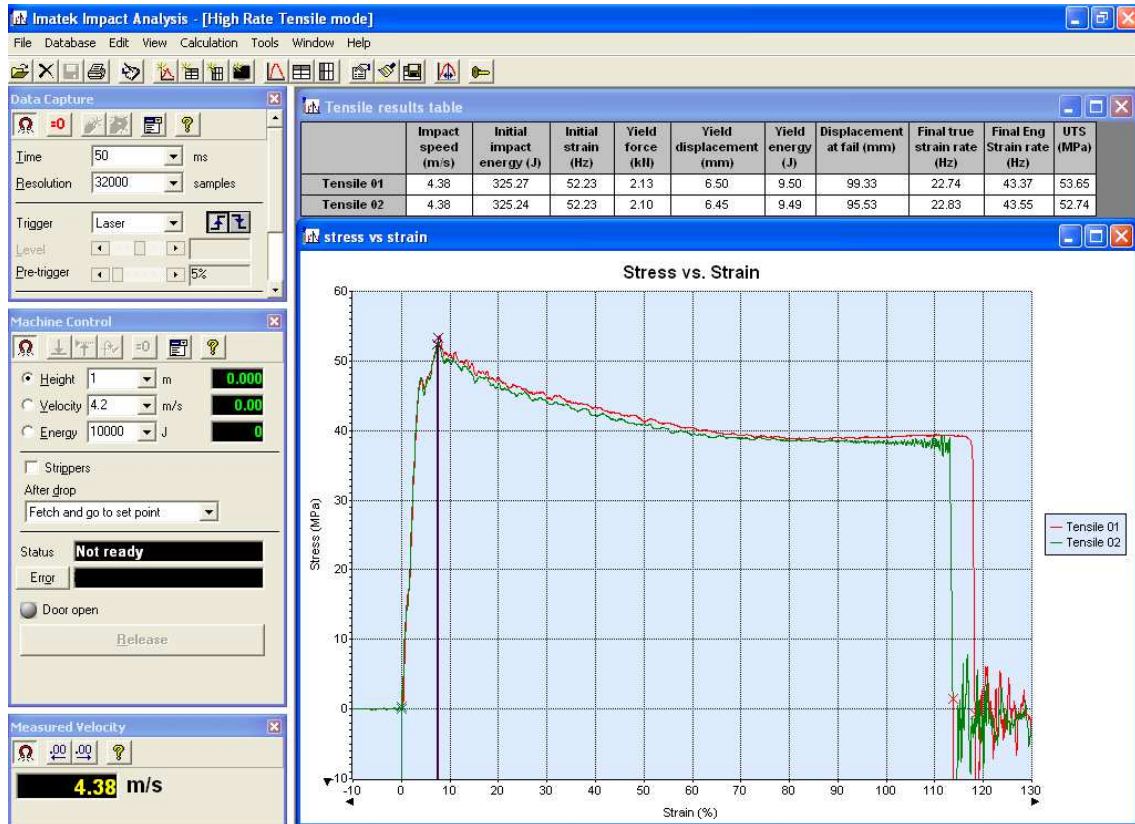 Imatek Impact Analysis - [High Rate Tensile mode]
File Database Edit View Calculation Tools Window Help
Data Capture
=0
Time 50 ms
Resolution 32000 samples
Trigger Laser
Level
Pre-trigger 5%
Machine Control
=0
Height 1 m 0.000
Velocity 4.2 m/s 0.00
Energy 10000 J 0
Strippers
After drop
Fetch and go to set point
Status Not ready
Error
Door open
Release
Measured Velocity
.00 .00
4.38 m/s
Tensile results table
Impact speed (m/s) Initial impact energy (J) Initial strain (Hz) Yield force (kN) Yield displacement (mm) Yield energy (J) Displacement at fail (mm) Final true strain rate (Hz) Final Eng Strain rate (Hz) UTS (MPa)
Tensile 01 4.38 325.27 52.23 2.13 6.50 9.50 99.33 22.74 43.37 53.65
Tensile 02 4.38 325.24 52.23 2.10 6.45 9.49 95.53 22.83 43.55 52.74
stress vs strain
Stress vs. Strain
60
50
40
30
20
10
0
-10
Stress (MPa)
-10 0 10 20 30 40 50 60 70 80 90 100 110 120 130
Strain (%)
Tensile 01
Tensile 02